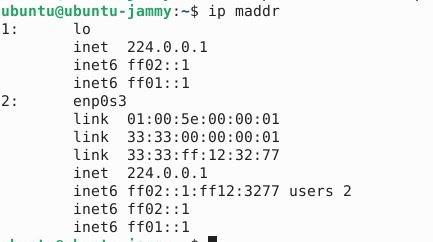 ubuntu@ubuntu-jammy:~$ ip maddr
1: lo
inet 224.0.0.1
inet6 ff02::1
inet6 ff01::1
2: enp0s3
link 01:00:5e:00:00:01
link 33:33:00:00:00:01
link 33:33:ff:12:32:77
inet 224.0.0.1
inet6 ff02::1:ff12:3277 users 2
inet6 ff02::1
inet6 ff01::1